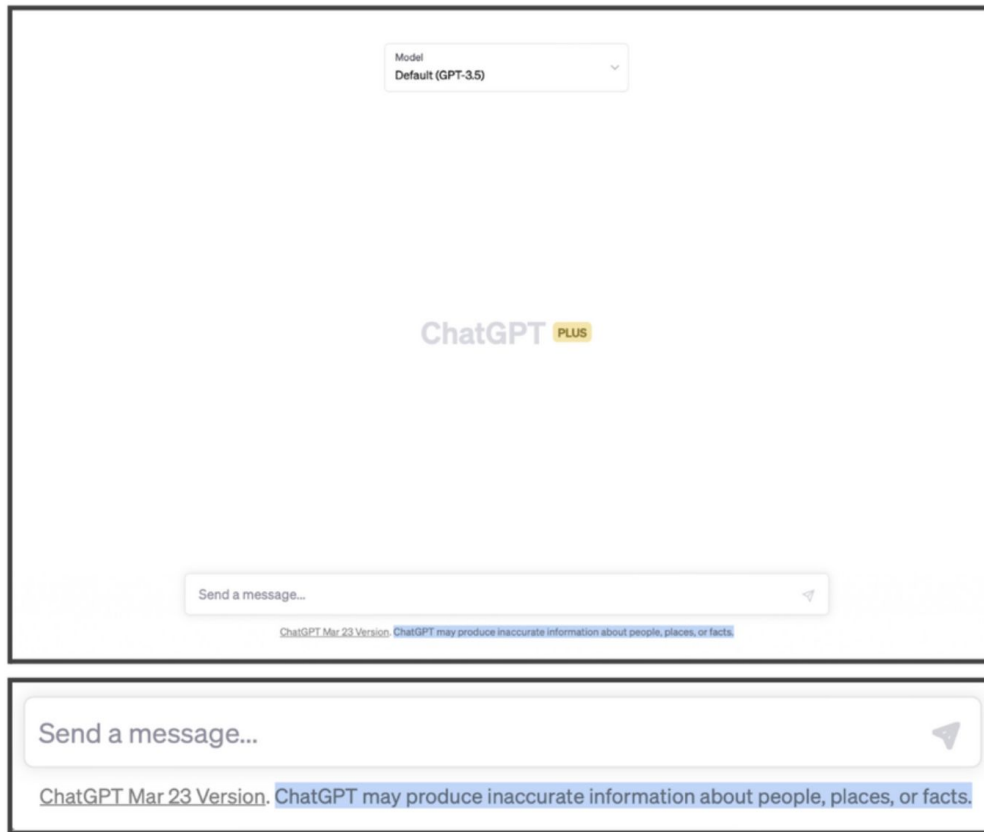 Model
Default (GPT-3.5)
ChatGPT PLUS
Send a message...
ChatGPT Mar 23 Version. ChatGPT may produce inaccurate information about people, places, or facts.
Send a message...
ChatGPT Mar 23 Version. ChatGPT may produce inaccurate information about people, places, or facts.